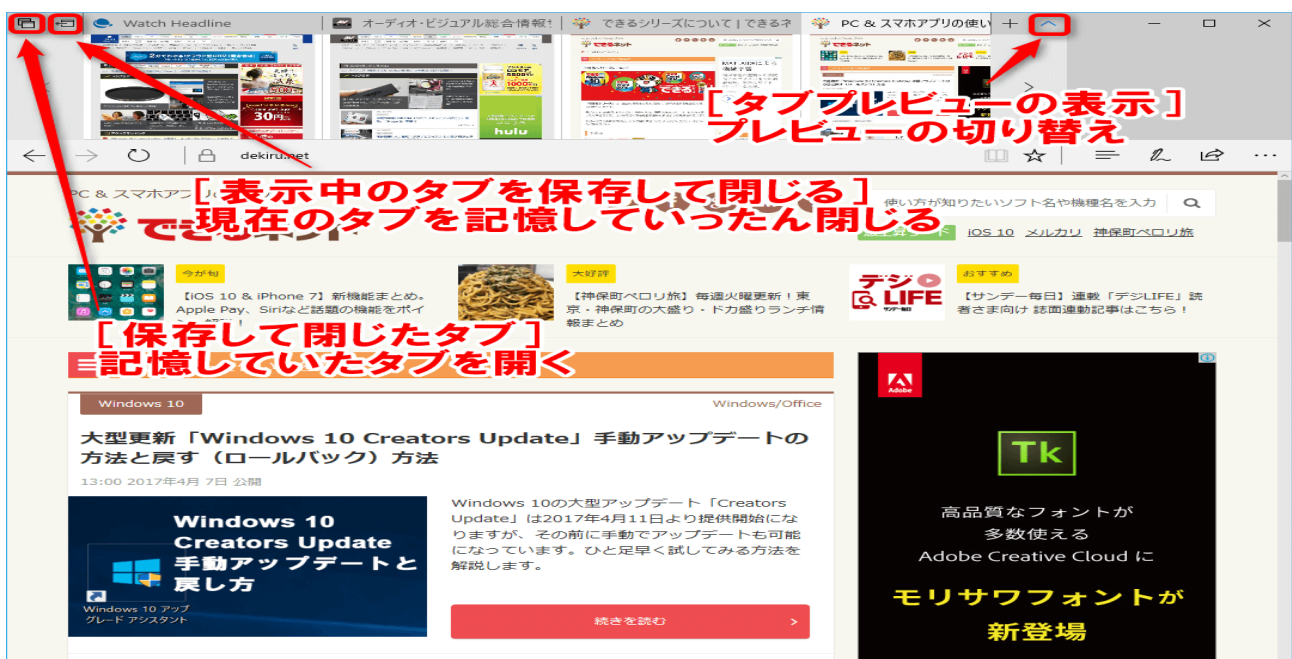 Watch Headline
オーディオ・ビジュアル総合情報サ
できるシリーズについて | できるネ
PC & スマホアプリの使い
[タブプレビューの表示]
プレビューの切り替え
hulu
30円
dekiru.net
[表示中のタブを保存して閉じる]
現在のタブを記憶していったん閉じる
PC & スマホア
使い方が知りたいソフト名や機種名を入力
できるネット
iOS 10 メルカリ 神保町ペロリ旅
今が旬
【iOS 10 & iPhone 7】新機能まとめ。
Apple Pay、Siriなど話題の機能をポイ
大好評
【神保町ペロリ旅】毎週火曜更新！東
京・神保町の大盛り・ドカ盛りランチ情
報まとめ
デジ
LIFE
サンデー毎日
おすすめ
【サンデー毎日】連載「デジLIFE」読
者さま向け 誌面連動記事はこちら！
[保存して閉じたタブ]
記憶していたタブを開く
Windows 10
Windows/Office
大型更新「Windows 10 Creators Update」手動アップデートの
方法と戻す（ロールバック）方法
13:00 2017年4月 7日 公開
Windows 10
Creators Update
手動アップデートと
戻し方
Windows 10 アップ
グレード アシスタント
Windows 10の大型アップデート「Creators
Update」は2017年4月11日より提供開始にな
りますが、その前に手動でアップデートも可能
になっています。ひと足早く試してみる方法を
解説します。
続きを読む
Adobe
Tk
高品質なフォントが
多数使える
Adobe Creative Cloud に
モリサワフォントが
新登場